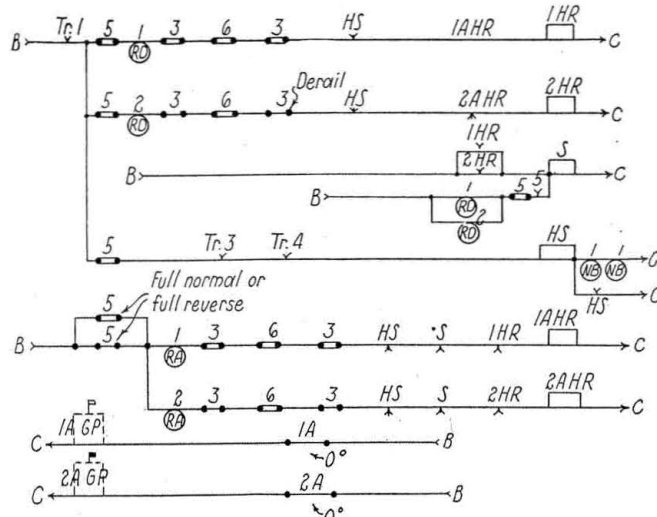 Tr.1 5 1 3 6 3 HS 1AHR 1HR
B RD C
5 2 3 6 3 Derail HS 2AHR 2HR
RD C
1HR
B 2HR S C
B 1 5 5
RD 2
RD
5 Tr.3 Tr.4 HS 1 1 C
NB NB
HS C
Full normal or
full reverse
5
B 5 1 3 6 3 HS S 1HR 1AHR C
RA
2 3 6 3 HS S 2HR 2AHR C
RA
C 1A GP 1A B
0°
C 2A GP 2A B
0°